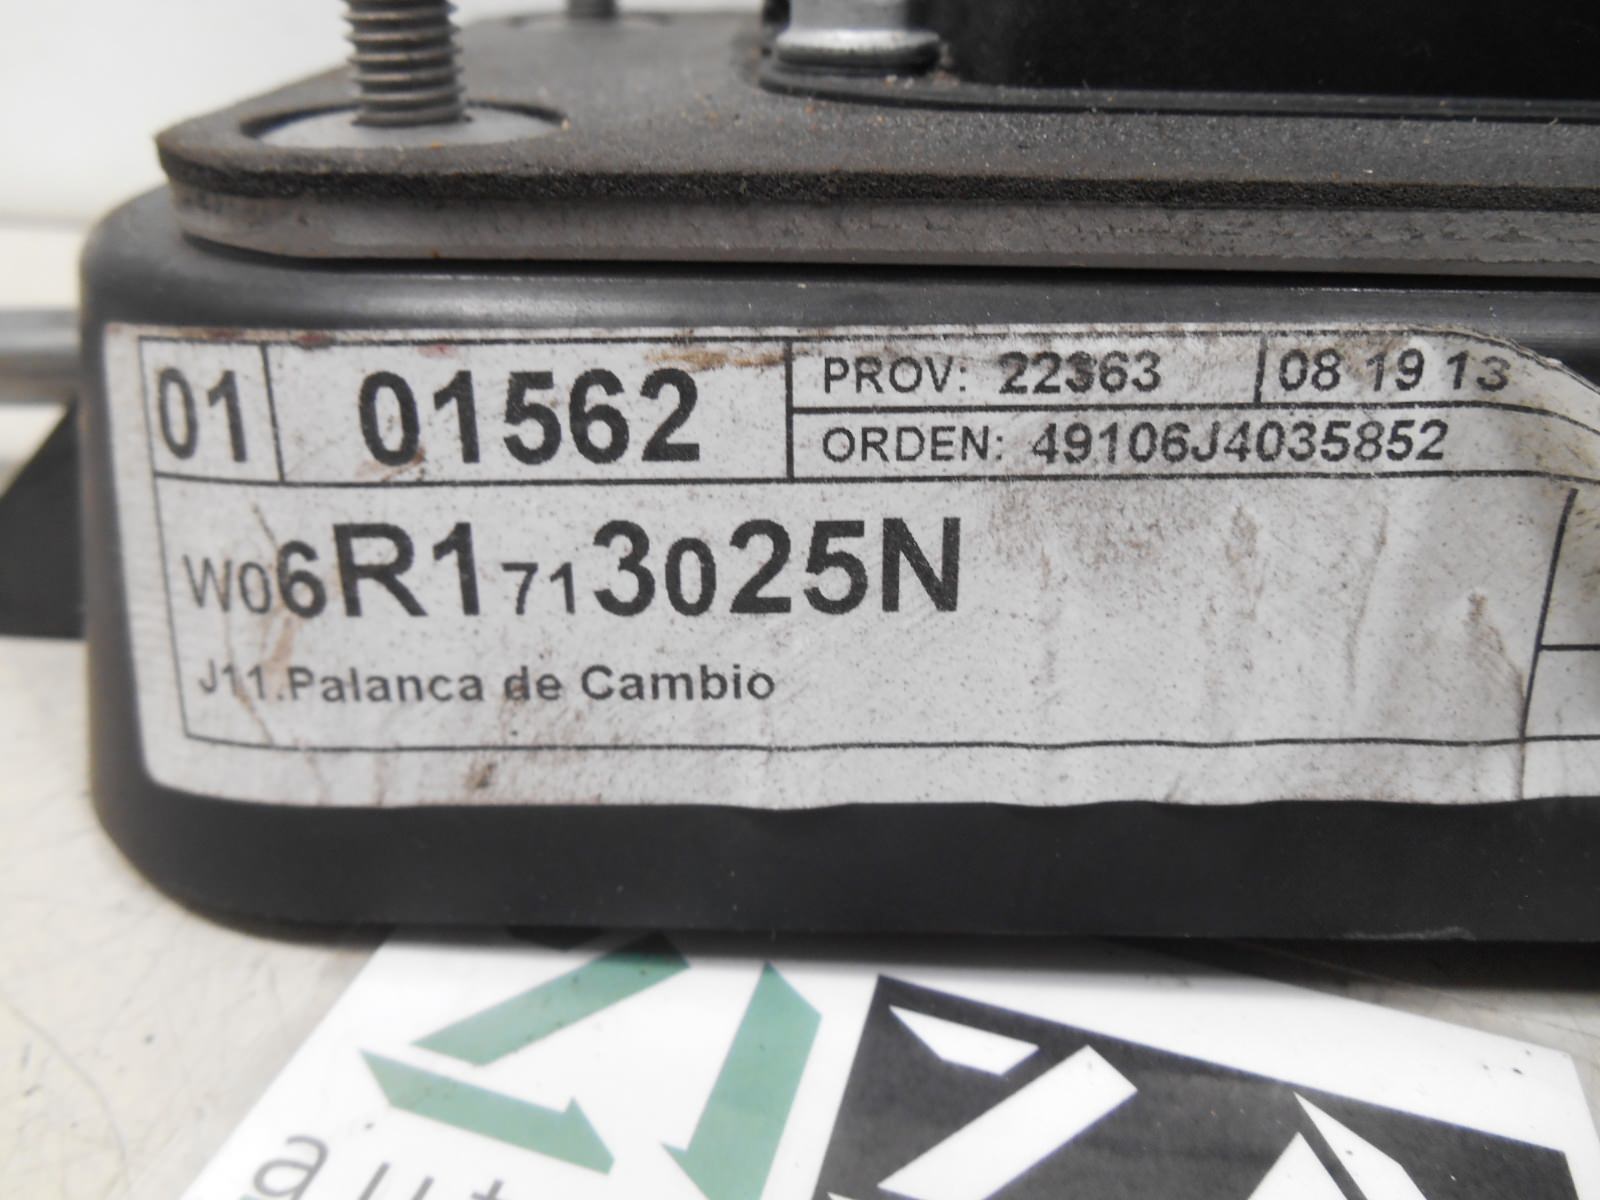 01 01562 PROV: 22363 08 19 13
ORDEN: 49106J4035852
W06R1713025N
J11.Palanca de Cambio